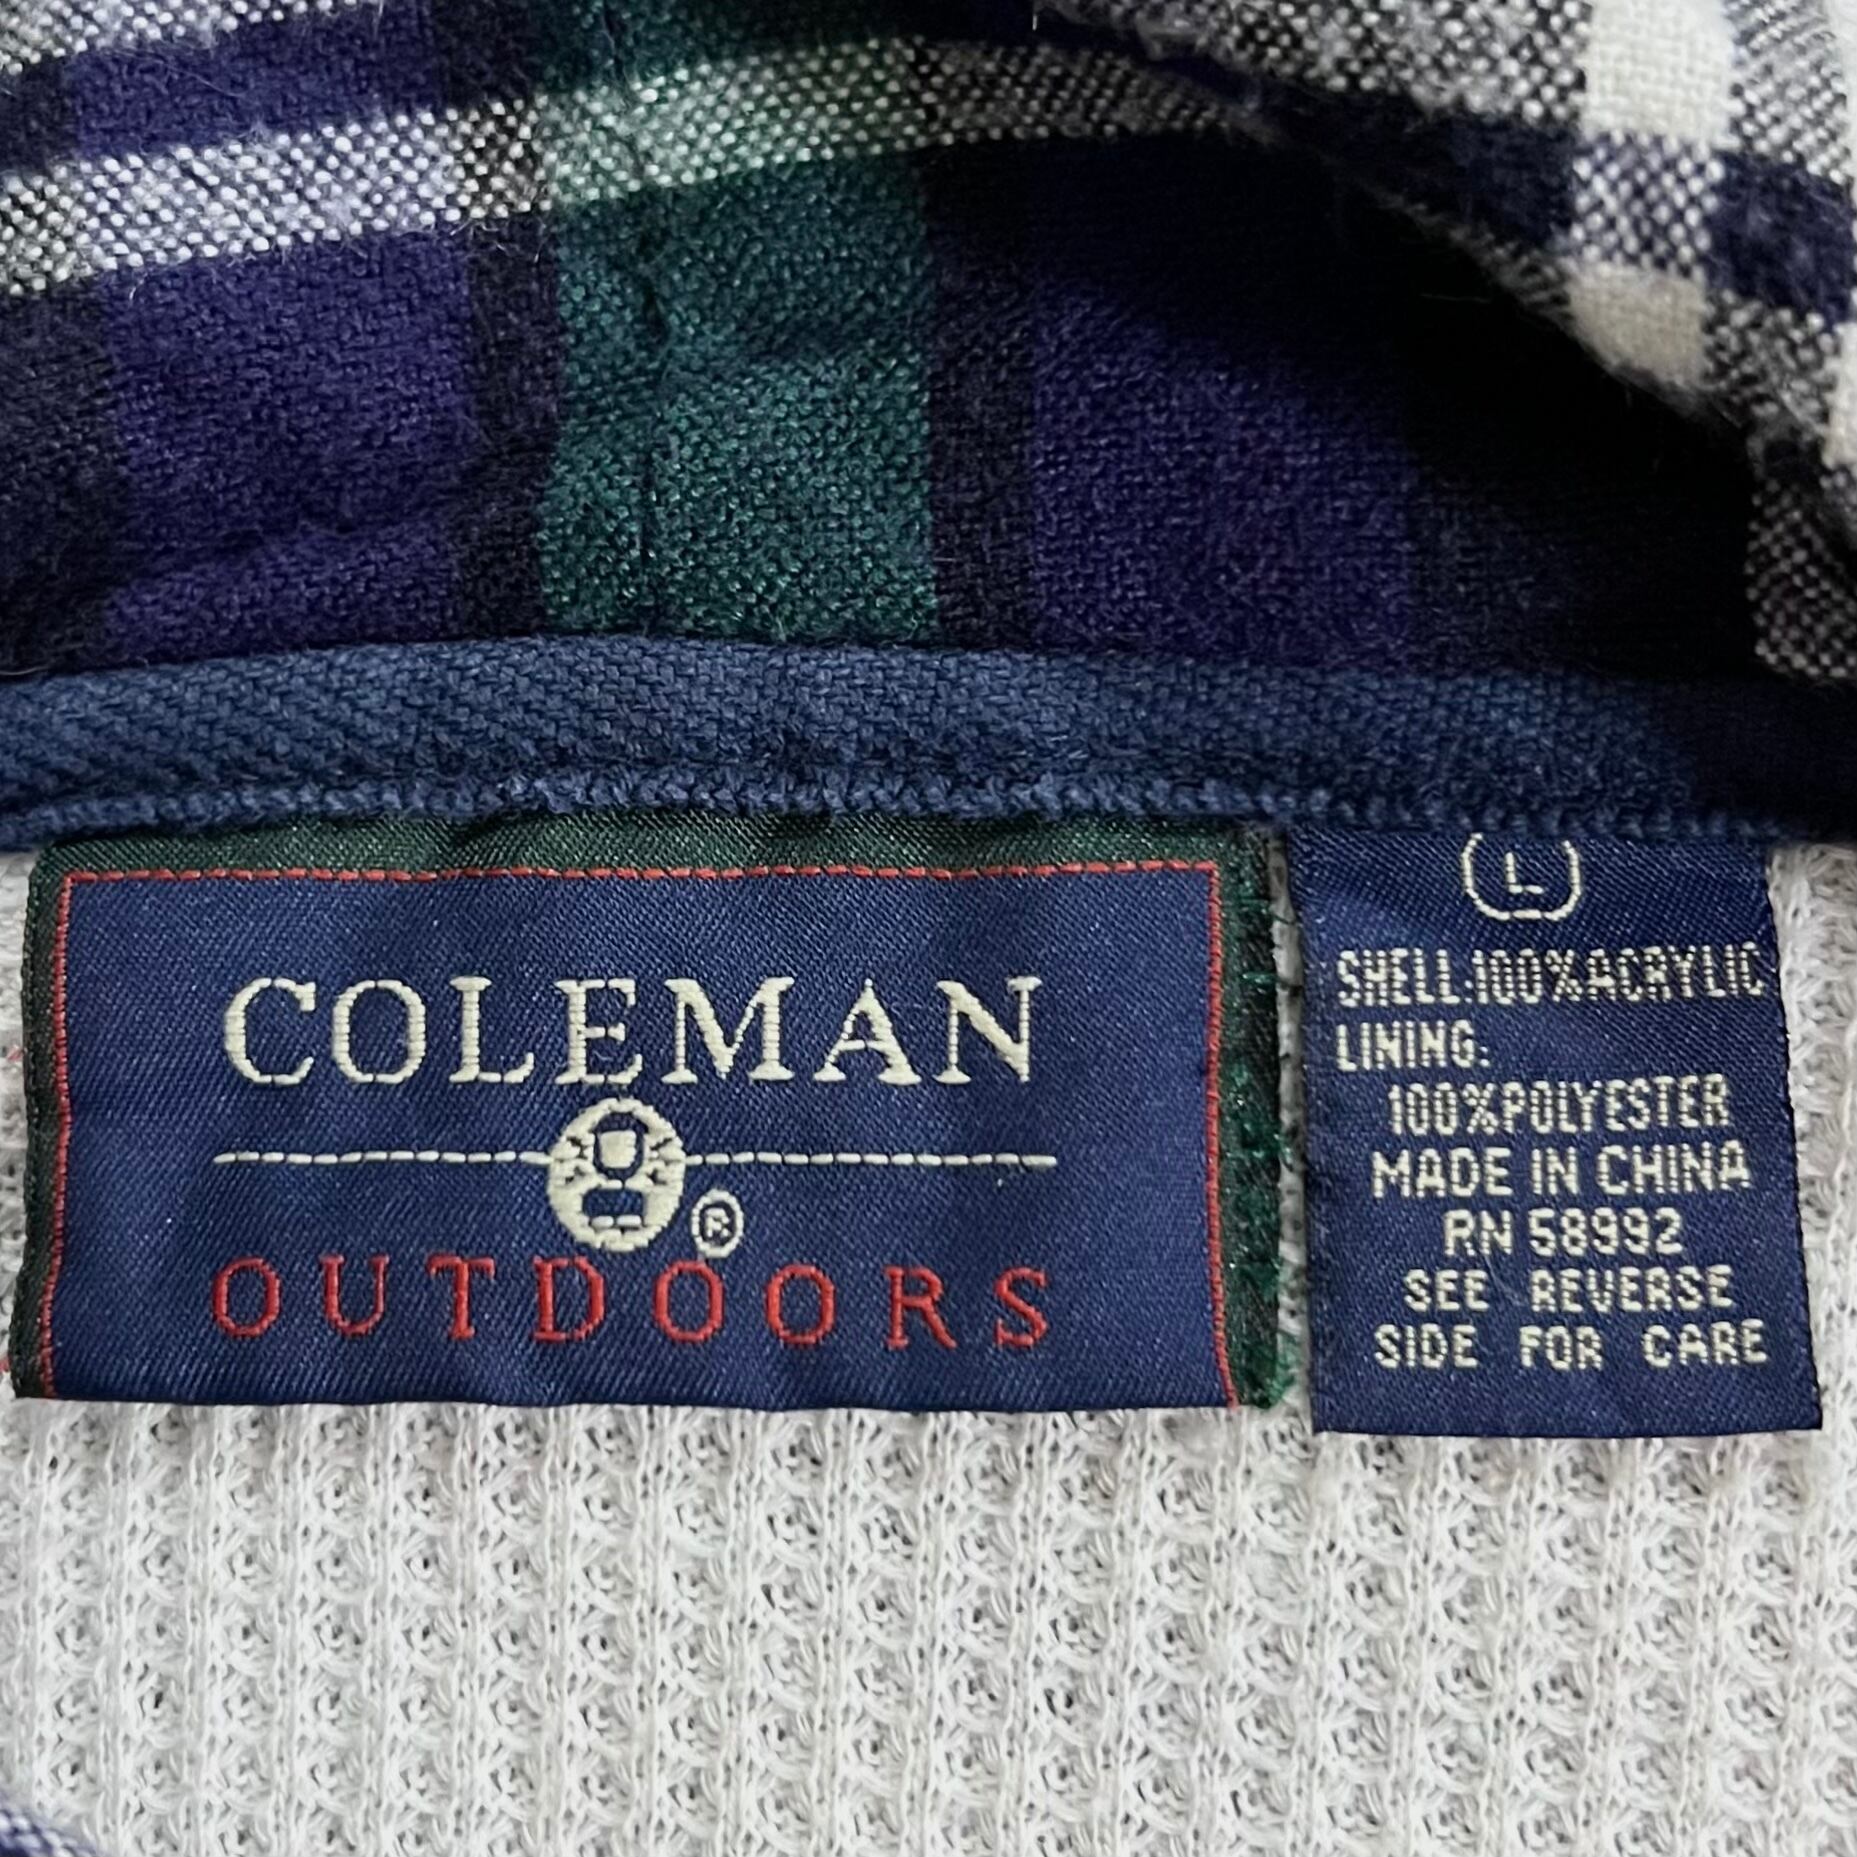 COLEMAN
®
OUTDOORS
L
SHELL:100%ACRYLIC
LINING:
100%POLYESTER
MADE IN CHINA
RN 58992
SEE REVERSE
SIDE FOR CARE